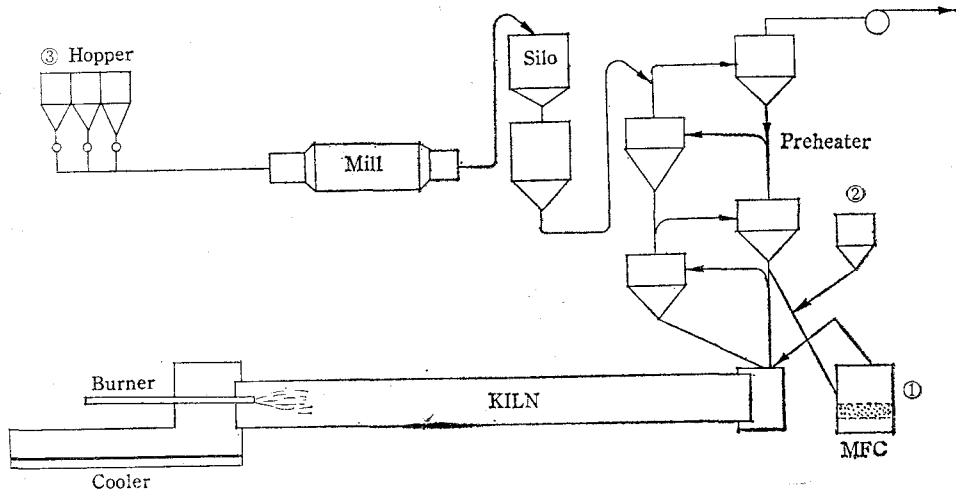 ③ Hopper
Silo
Mill
Preheater
②
Burner
KILN
①
MFC
Cooler